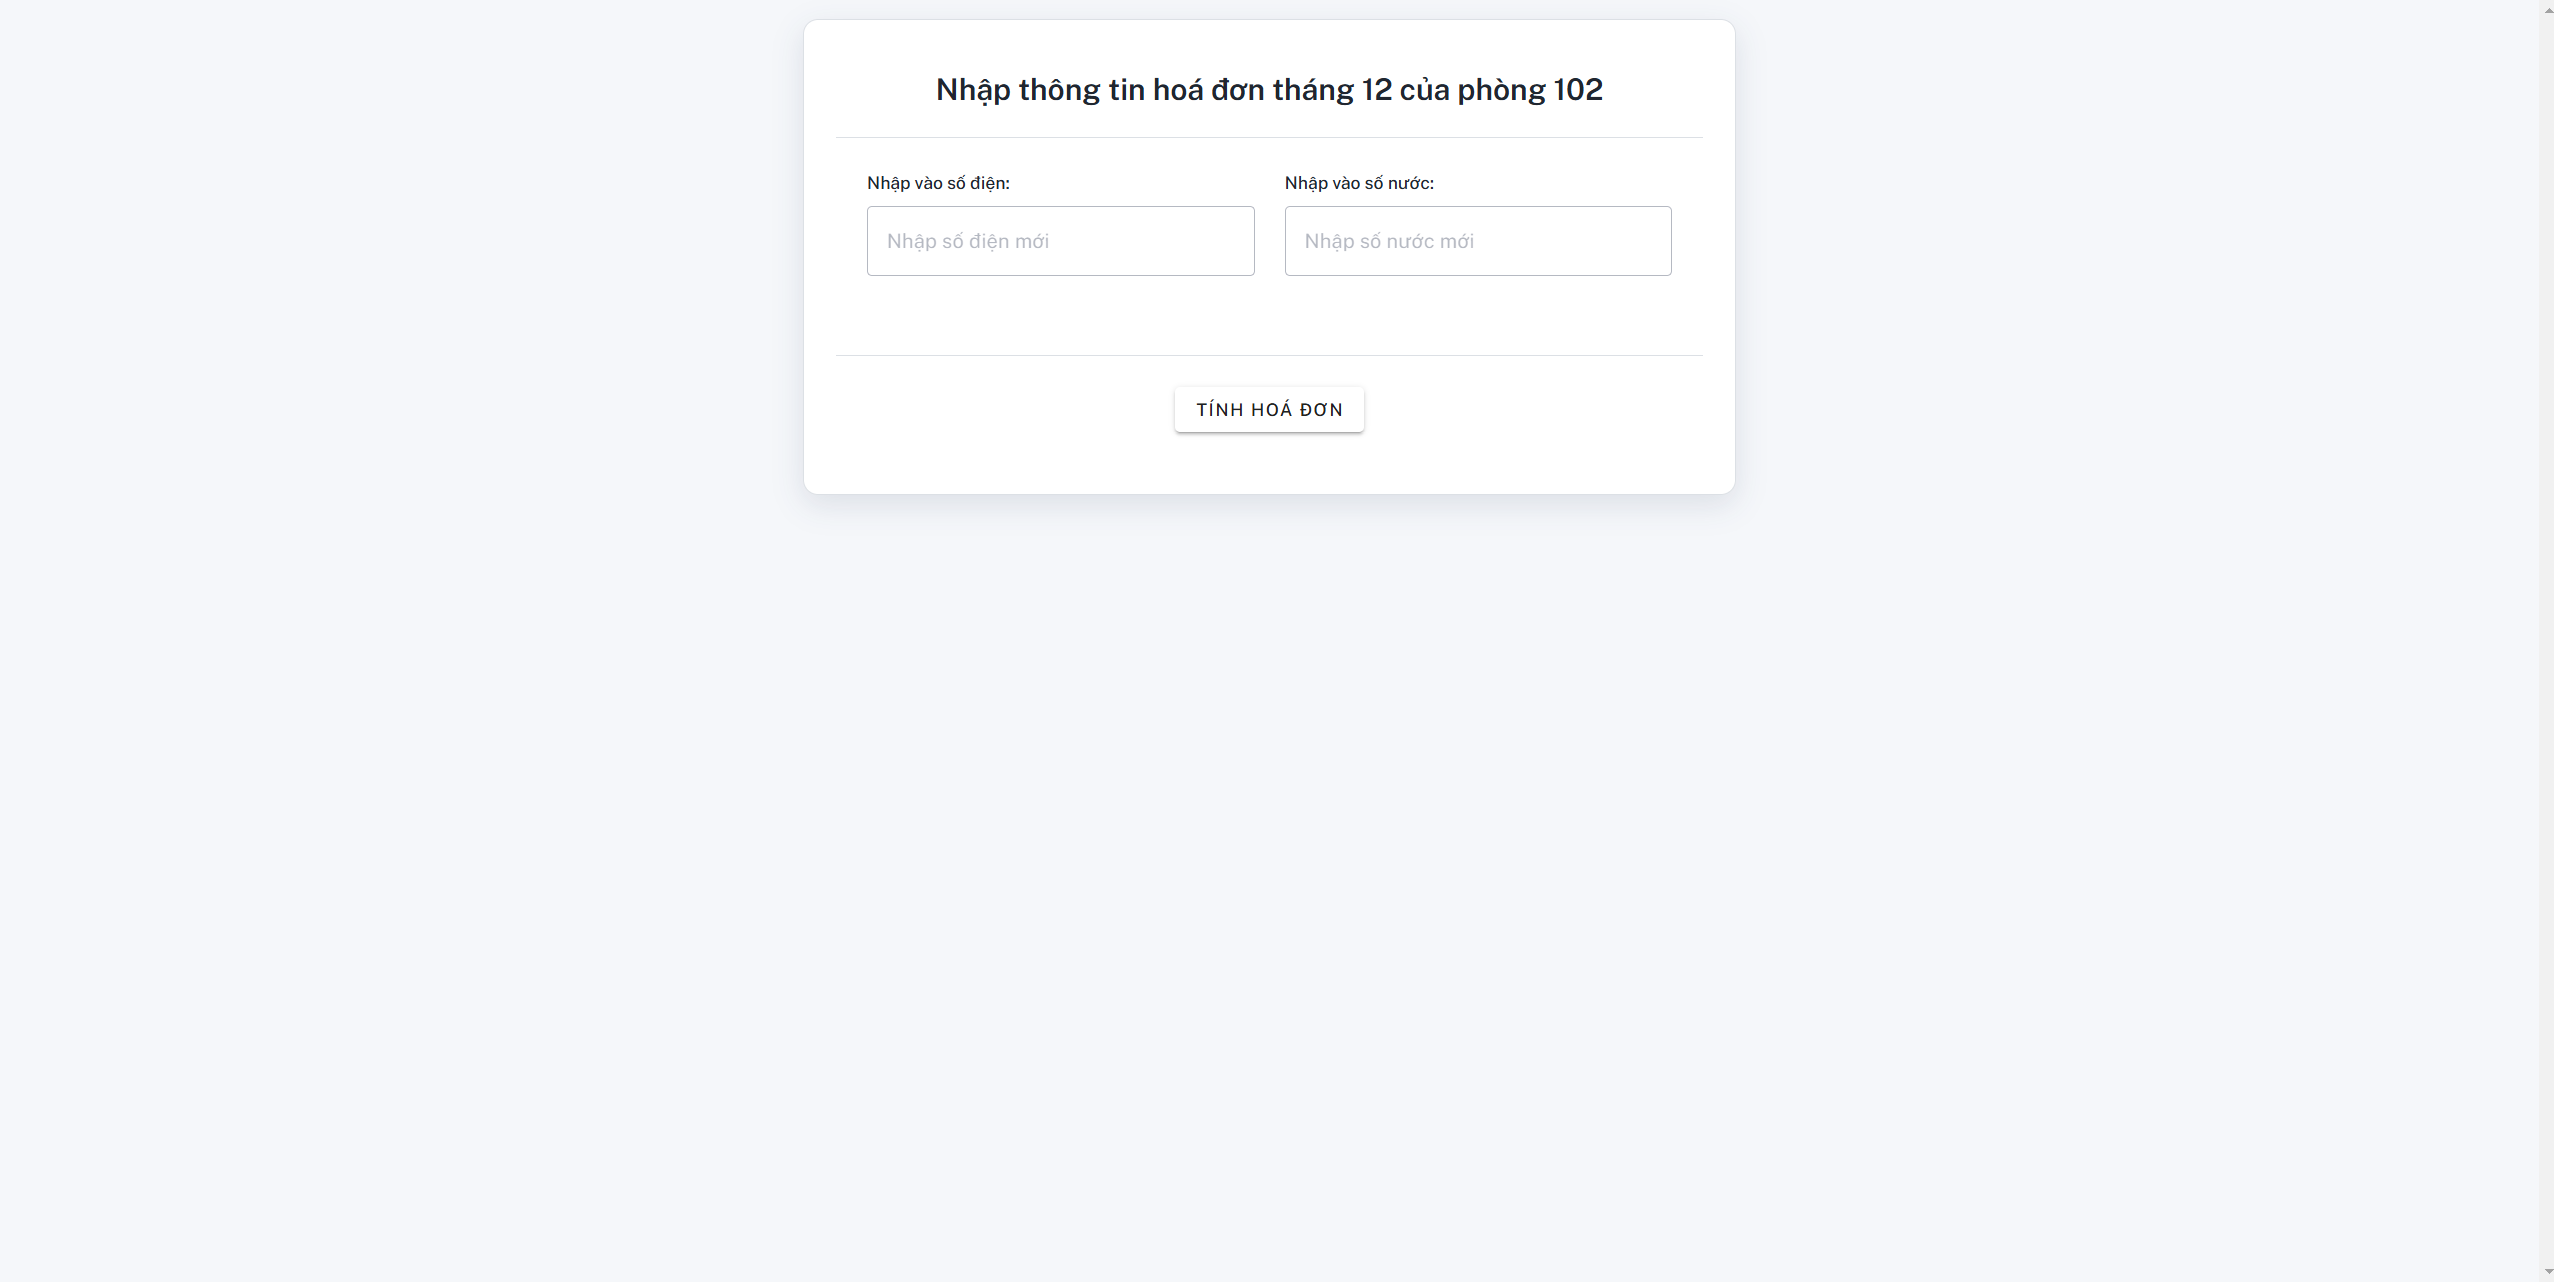 Nhập thông tin hoá đơn tháng 12 của phòng 102
Nhập vào số điện:
Nhập số điện mới
Nhập vào số nước:
Nhập số nước mới
TÍNH HOÁ ĐƠN